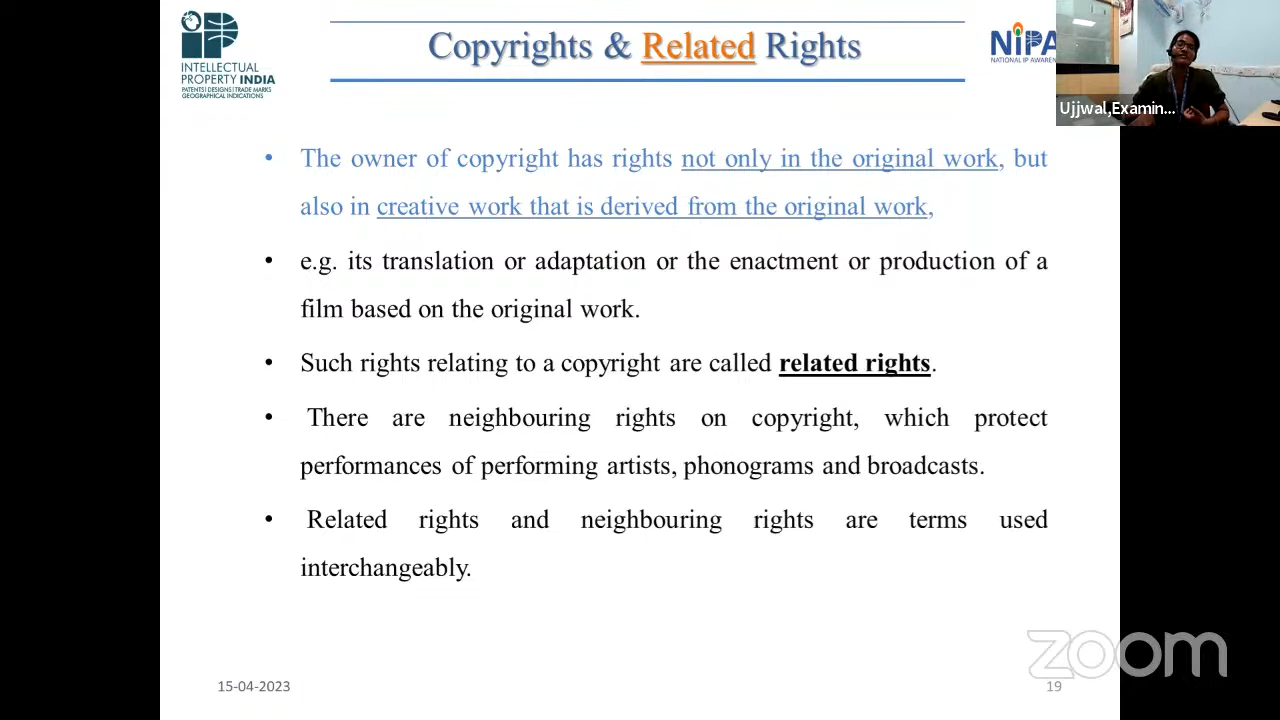 Copyrights & Related Rights
INTELLECTUAL
PROPERTY INDIA
PATENTS | DESIGNS | TRADE MARKS
GEOGRAPHICAL INDICATIONS
NIPA
NATIONAL IP AWAREN
Ujjwal,Examin...
• The owner of copyright has rights not only in the original work, but
also in creative work that is derived from the original work,
• e.g. its translation or adaptation or the enactment or production of a
film based on the original work.
• Such rights relating to a copyright are called related rights.
• There are neighbouring rights on copyright, which protect
performances of performing artists, phonograms and broadcasts.
• Related rights and neighbouring rights are terms used
interchangeably.
zoom
15-04-2023
19